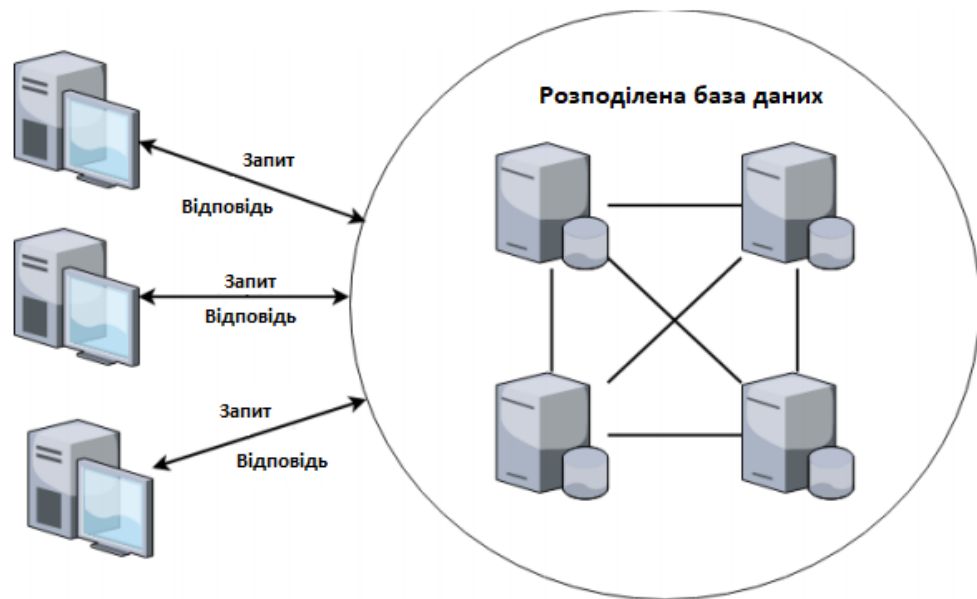 Розподілена база даних
Запит
Відповідь
Запит
Відповідь
Запит
Відповідь